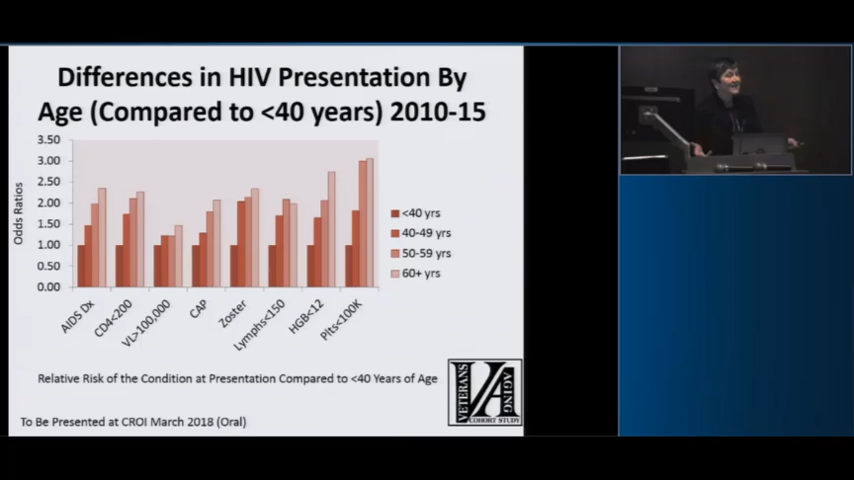 Differences in HIV Presentation By
Age (Compared to <40 years) 2010-15
3.50
3.00
2.50
2.00
1.50
1.00
0.50
0.00
Odds Ratios
AIDS Dx
CD4<200
VL>100,000
CAP
Zoster
Lymphs<150
HGB<12
Plts<100K
<40 yrs
40-49 yrs
50-59 yrs
60+ yrs
Relative Risk of the Condition at Presentation Compared to <40 Years of Age
To Be Presented at CROI March 2018 (Oral)
VETERANS
AGING
COHORT STUDY
VA